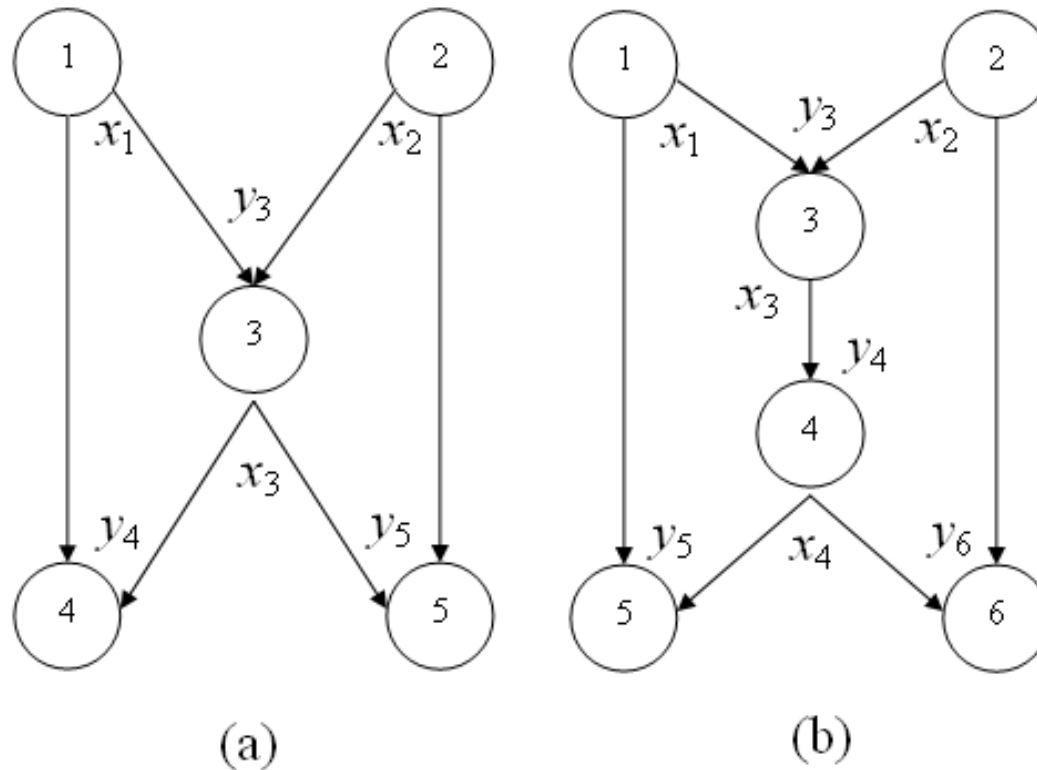 1 2 1 2
x₁ x₂ x₁ y₃ x₂
y₃ 3
3 x₃
y₄
4
x₃
y₄ y₅ y₅ x₄ y₆
4 5 5 6
(a) (b)